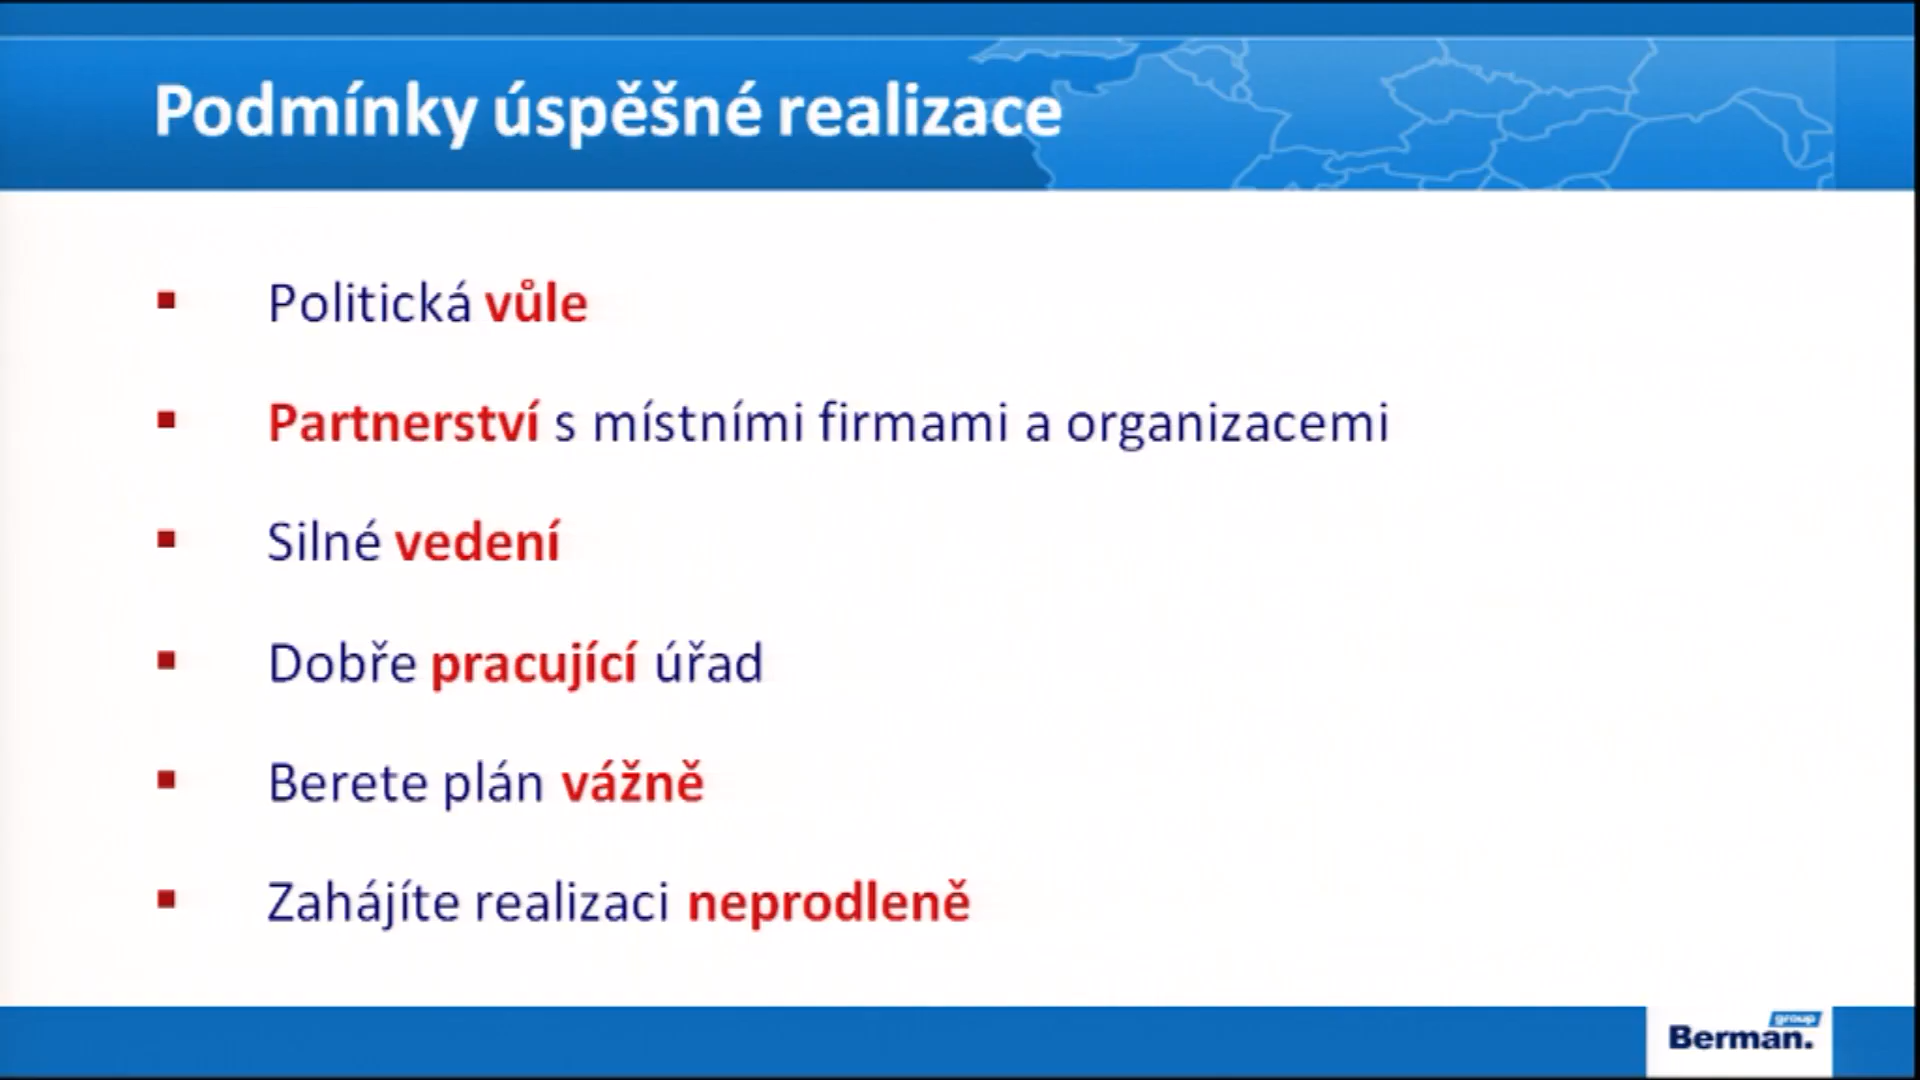 Podmínky úspěšné realizace
Politická vůle
Partnerství s místními firmami a organizacemi
Silné vedení
Dobře pracující úřad
Berete plán vážně
Zahájíte realizaci neprodleně
group
Berman.